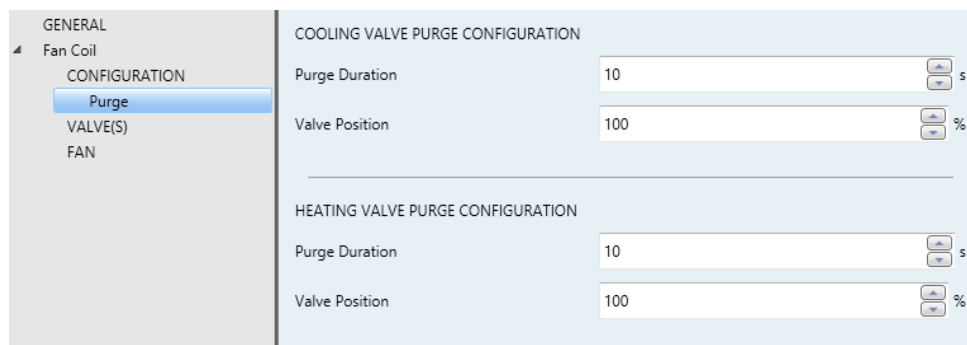 GENERAL
Fan Coil
CONFIGURATION
Purge
VALVE(S)
FAN
COOLING VALVE PURGE CONFIGURATION
Purge Duration 10 s
Valve Position 100 %
HEATING VALVE PURGE CONFIGURATION
Purge Duration 10 s
Valve Position 100 %